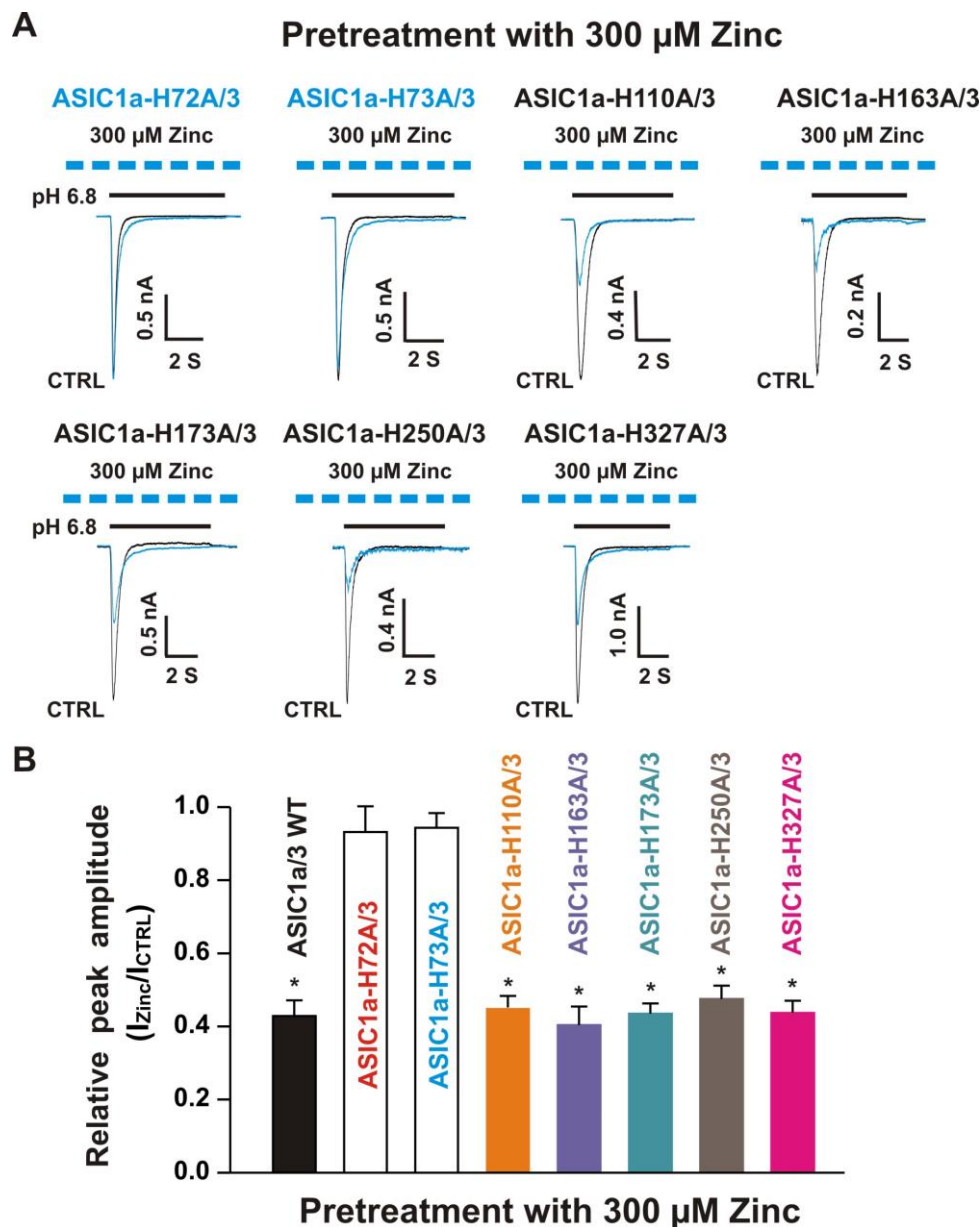 A
Pretreatment with 300 µM Zinc
ASIC1a-H72A/3
ASIC1a-H73A/3
ASIC1a-H110A/3
ASIC1a-H163A/3
300 µM Zinc
300 µM Zinc
300 µM Zinc
300 µM Zinc
pH 6.8
0.5 nA
2 S
0.5 nA
2 S
0.4 nA
2 S
0.2 nA
2 S
CTRL
CTRL
CTRL
CTRL
ASIC1a-H173A/3
ASIC1a-H250A/3
ASIC1a-H327A/3
300 µM Zinc
300 µM Zinc
300 µM Zinc
pH 6.8
0.5 nA
2 S
0.4 nA
2 S
1.0 nA
2 S
CTRL
CTRL
CTRL
B
Relative peak amplitude
(IZinc/ICTRL)
1.0
0.8
0.6
0.4
0.2
0.0
ASIC1a/3 WT
ASIC1a-H72A/3
ASIC1a-H73A/3
ASIC1a-H110A/3
ASIC1a-H163A/3
ASIC1a-H173A/3
ASIC1a-H250A/3
ASIC1a-H327A/3
* * * * * *
Pretreatment with 300 µM Zinc